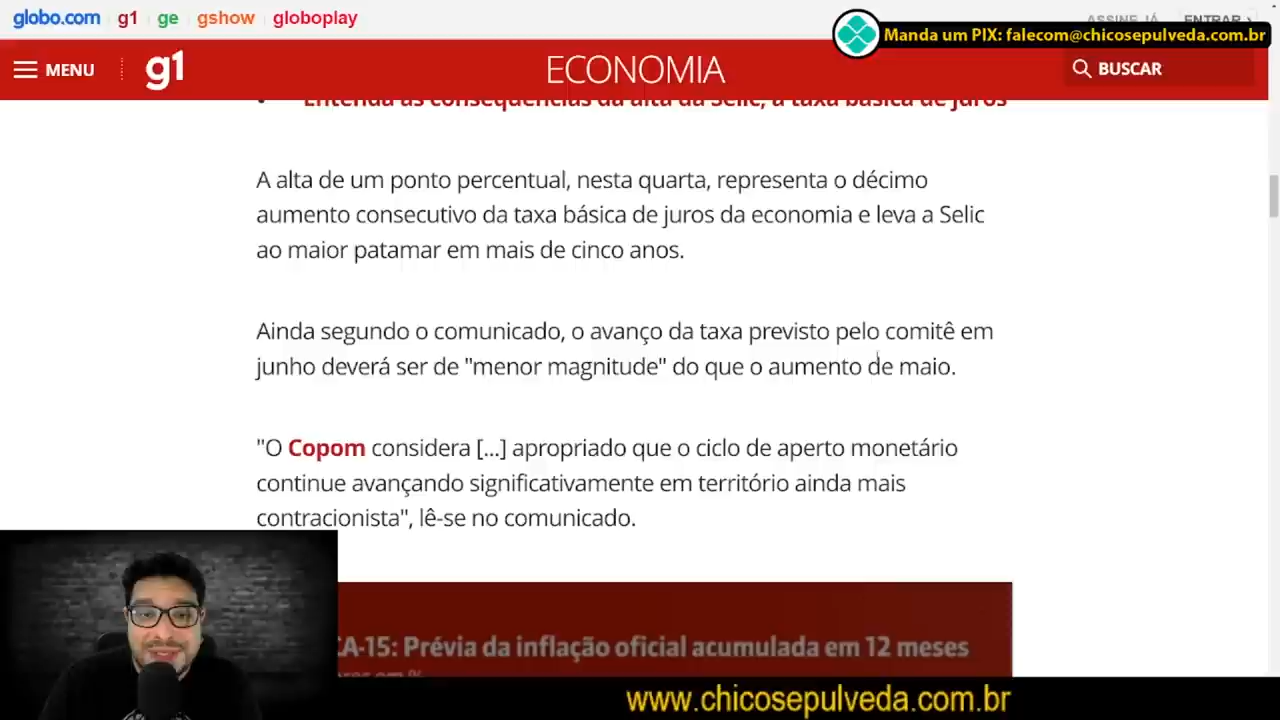 globo.com g1 ge gshow globoplay
ASSINE JÁ ENTRAR ›
Manda um PIX: falecom@chicosepulveda.com.br
MENU g1 ECONOMIA BUSCAR
• Entenda as consequências da alta da Selic, a taxa básica de juros
A alta de um ponto percentual, nesta quarta, representa o décimo
aumento consecutivo da taxa básica de juros da economia e leva a Selic
ao maior patamar em mais de cinco anos.
Ainda segundo o comunicado, o avanço da taxa previsto pelo comitê em
junho deverá ser de "menor magnitude" do que o aumento de maio.
"O Copom considera [...] apropriado que o ciclo de aperto monetário
continue avançando significativamente em território ainda mais
contracionista", lê-se no comunicado.
CA-15: Prévia da inflação oficial acumulada em 12 meses
em %
www.chicosepulveda.com.br